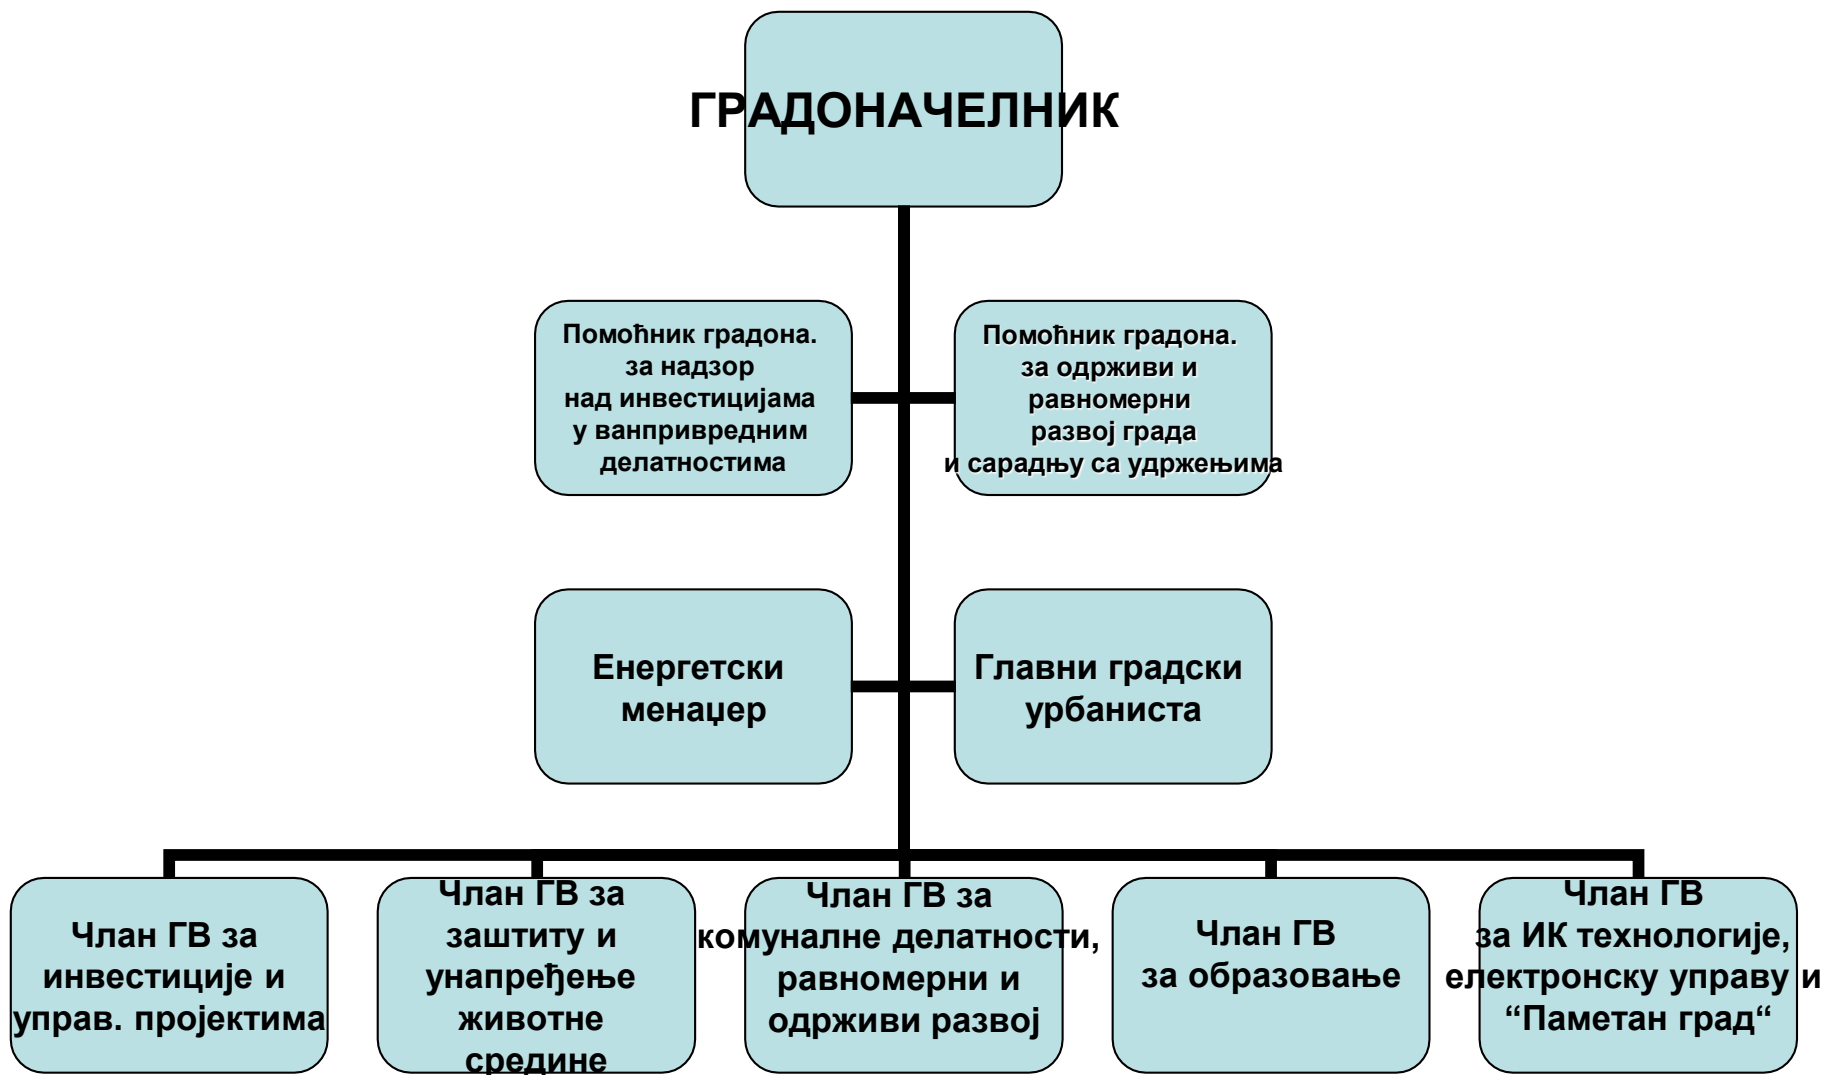 ГРАДОНАЧЕЛНИК
Помоћник градона.
за надзор
над инвестицијама
у ванпривредним
делатностима
Помоћник градона.
за одрживи и
равномерни
развој града
и сарадњу са удржењима
Енергетски
менаџер
Главни градски
урбаниста
Члан ГВ за
инвестиције и
управ. пројектима
Члан ГВ за
заштиту и
унапређење
животне
средине
Члан ГВ за
комуналне делатности,
равномерни и
одрживи развој
Члан ГВ
за образовање
Члан ГВ
за ИК технологије,
електронску управу и
“Паметан град“